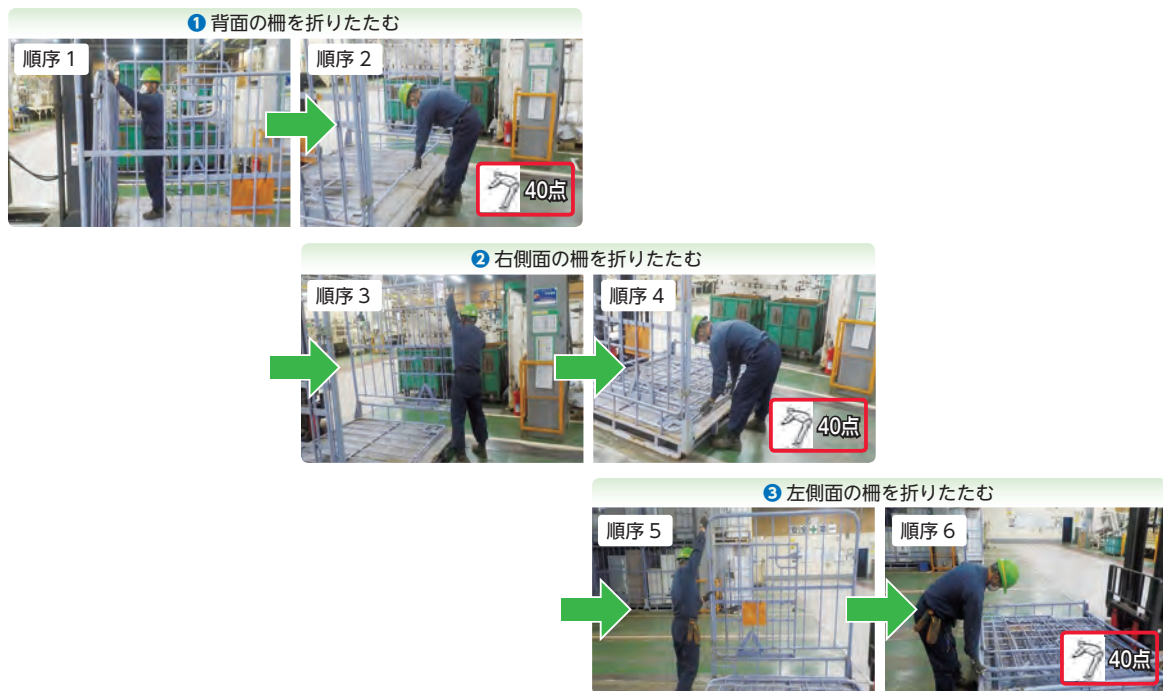 ❶ 背面の柵を折りたたむ
順序 1
順序 2
40点
❷ 右側面の柵を折りたたむ
順序 3
順序 4
40点
❸ 左側面の柵を折りたたむ
順序 5
順序 6
40点